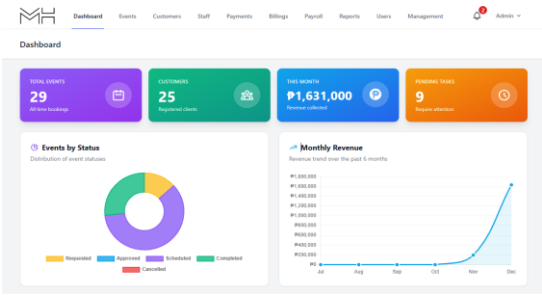 MH
Dashboard Events Customers Staff Payments Billings Payroll Reports Users Management 2 Admin
Dashboard
TOTAL EVENTS
29
All-time bookings
CUSTOMERS
25
Registered clients
THIS MONTH
₱1,631,000
Revenue collected
PENDING TASKS
9
Require attention
Events by Status
Distribution of event statuses
Requested Approved Scheduled Completed
Cancelled
Monthly Revenue
Revenue trend over the past 6 months
₱1,800,000
₱1,600,000
₱1,400,000
₱1,200,000
₱1,000,000
₱800,000
₱600,000
₱400,000
₱200,000
₱0
Jul Aug Sep Oct Nov Dec